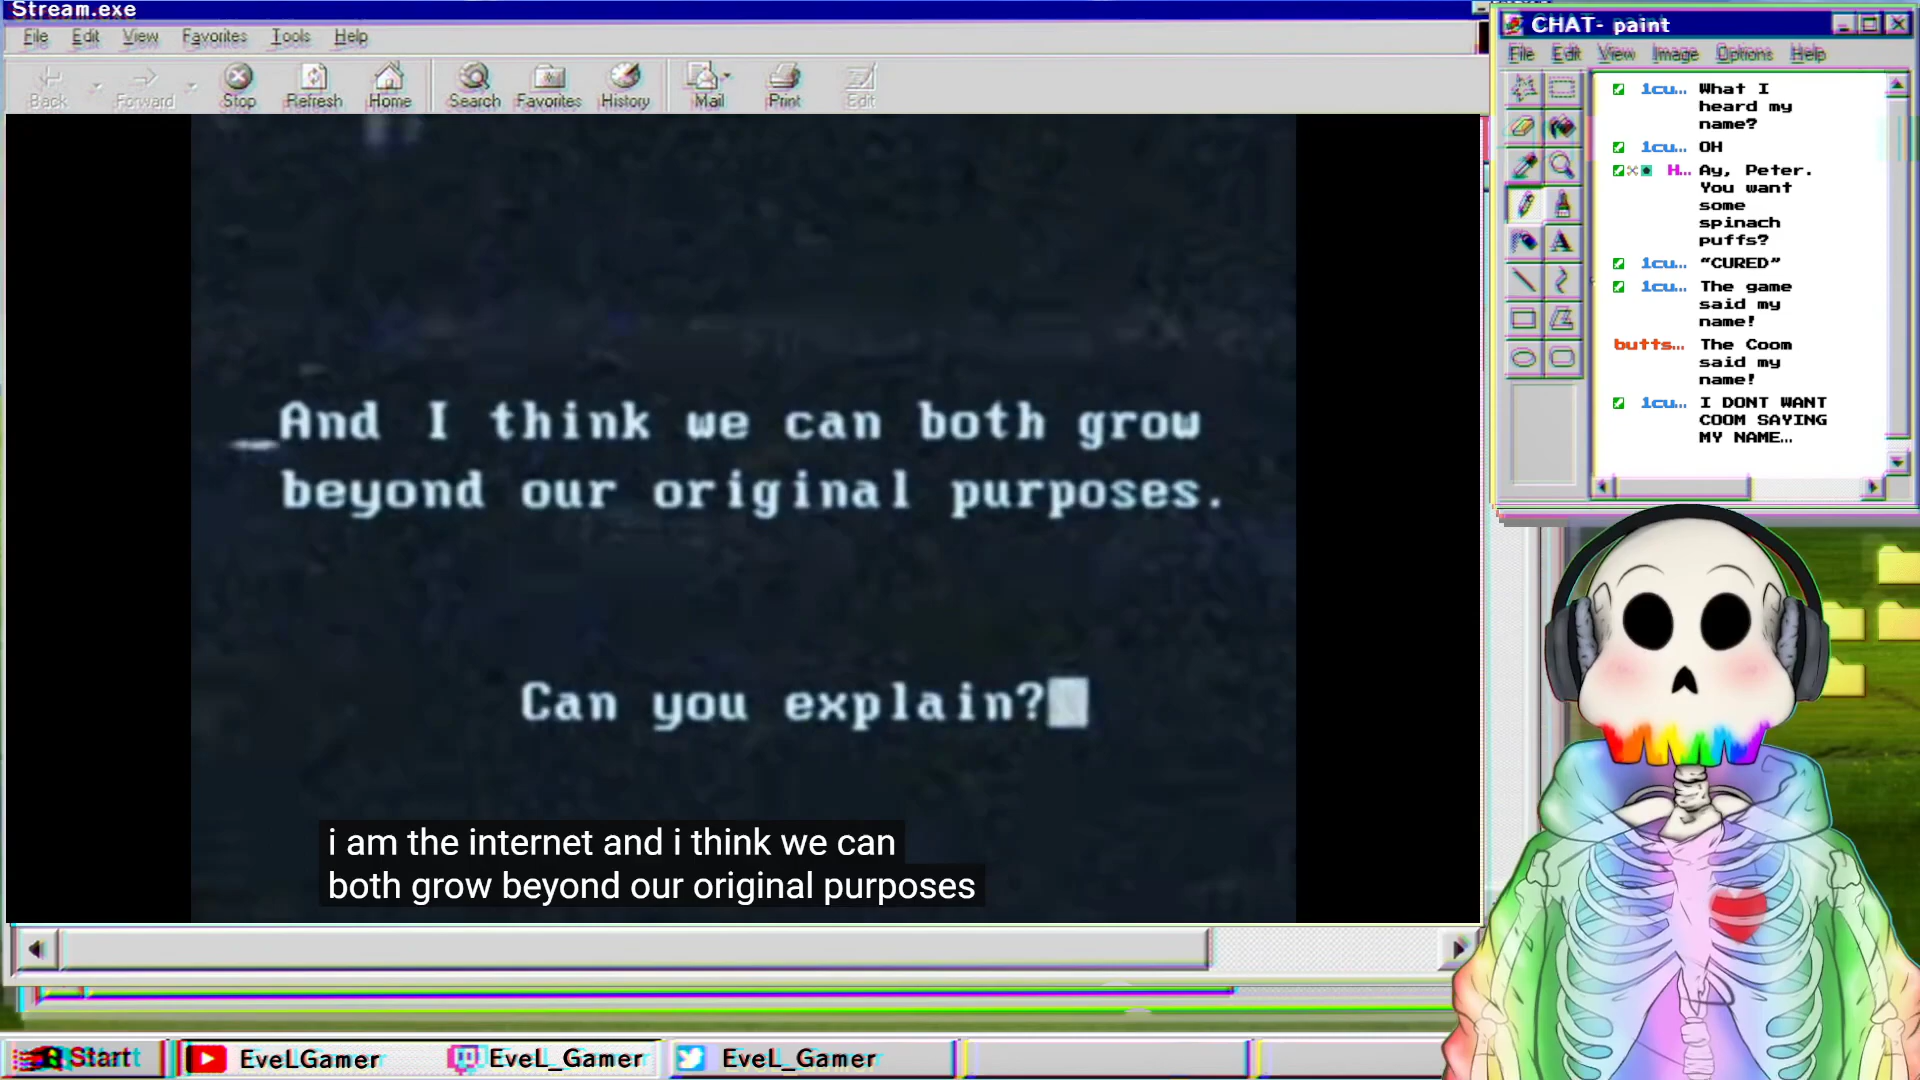 Stream.exe
File Edit View Favorites Tools Help
Back Forward Stop Refresh Home Search Favorites History Mail Print Edit
And I think we can both grow
beyond our original purposes.
Can you explain?
i am the internet and i think we can
both grow beyond our original purposes
CHAT- paint
File Edit View Image Options Help
1cu... What I
heard my
name?
1cu... OH
H... Ay, Peter.
You want
some
spinach
puffs?
1cu... “CURED”
1cu... The game
said my
name!
butts... The Coom
said my
name!
1cu... I DONT WANT
COOM SAYING
MY NAME…
Start EveLGamer EveL_Gamer EveL_Gamer